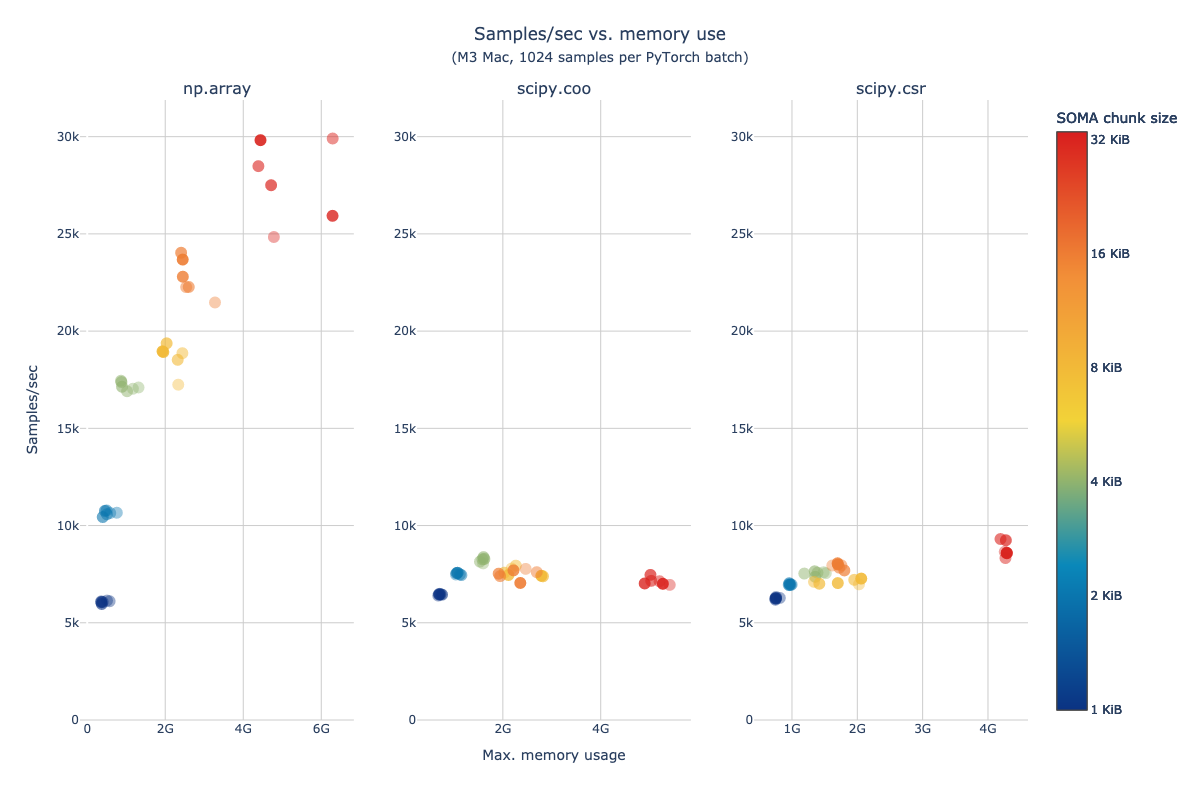 Samples/sec vs. memory use
(M3 Mac, 1024 samples per PyTorch batch)
np.array
scipy.coo
scipy.csr
SOMA chunk size
32 KiB
16 KiB
8 KiB
4 KiB
2 KiB
1 KiB
Samples/sec
30k
25k
20k
15k
10k
5k
0
0
2G
4G
6G
30k
25k
20k
15k
10k
5k
0
2G
4G
30k
25k
20k
15k
10k
5k
0
1G
2G
3G
4G
Max. memory usage